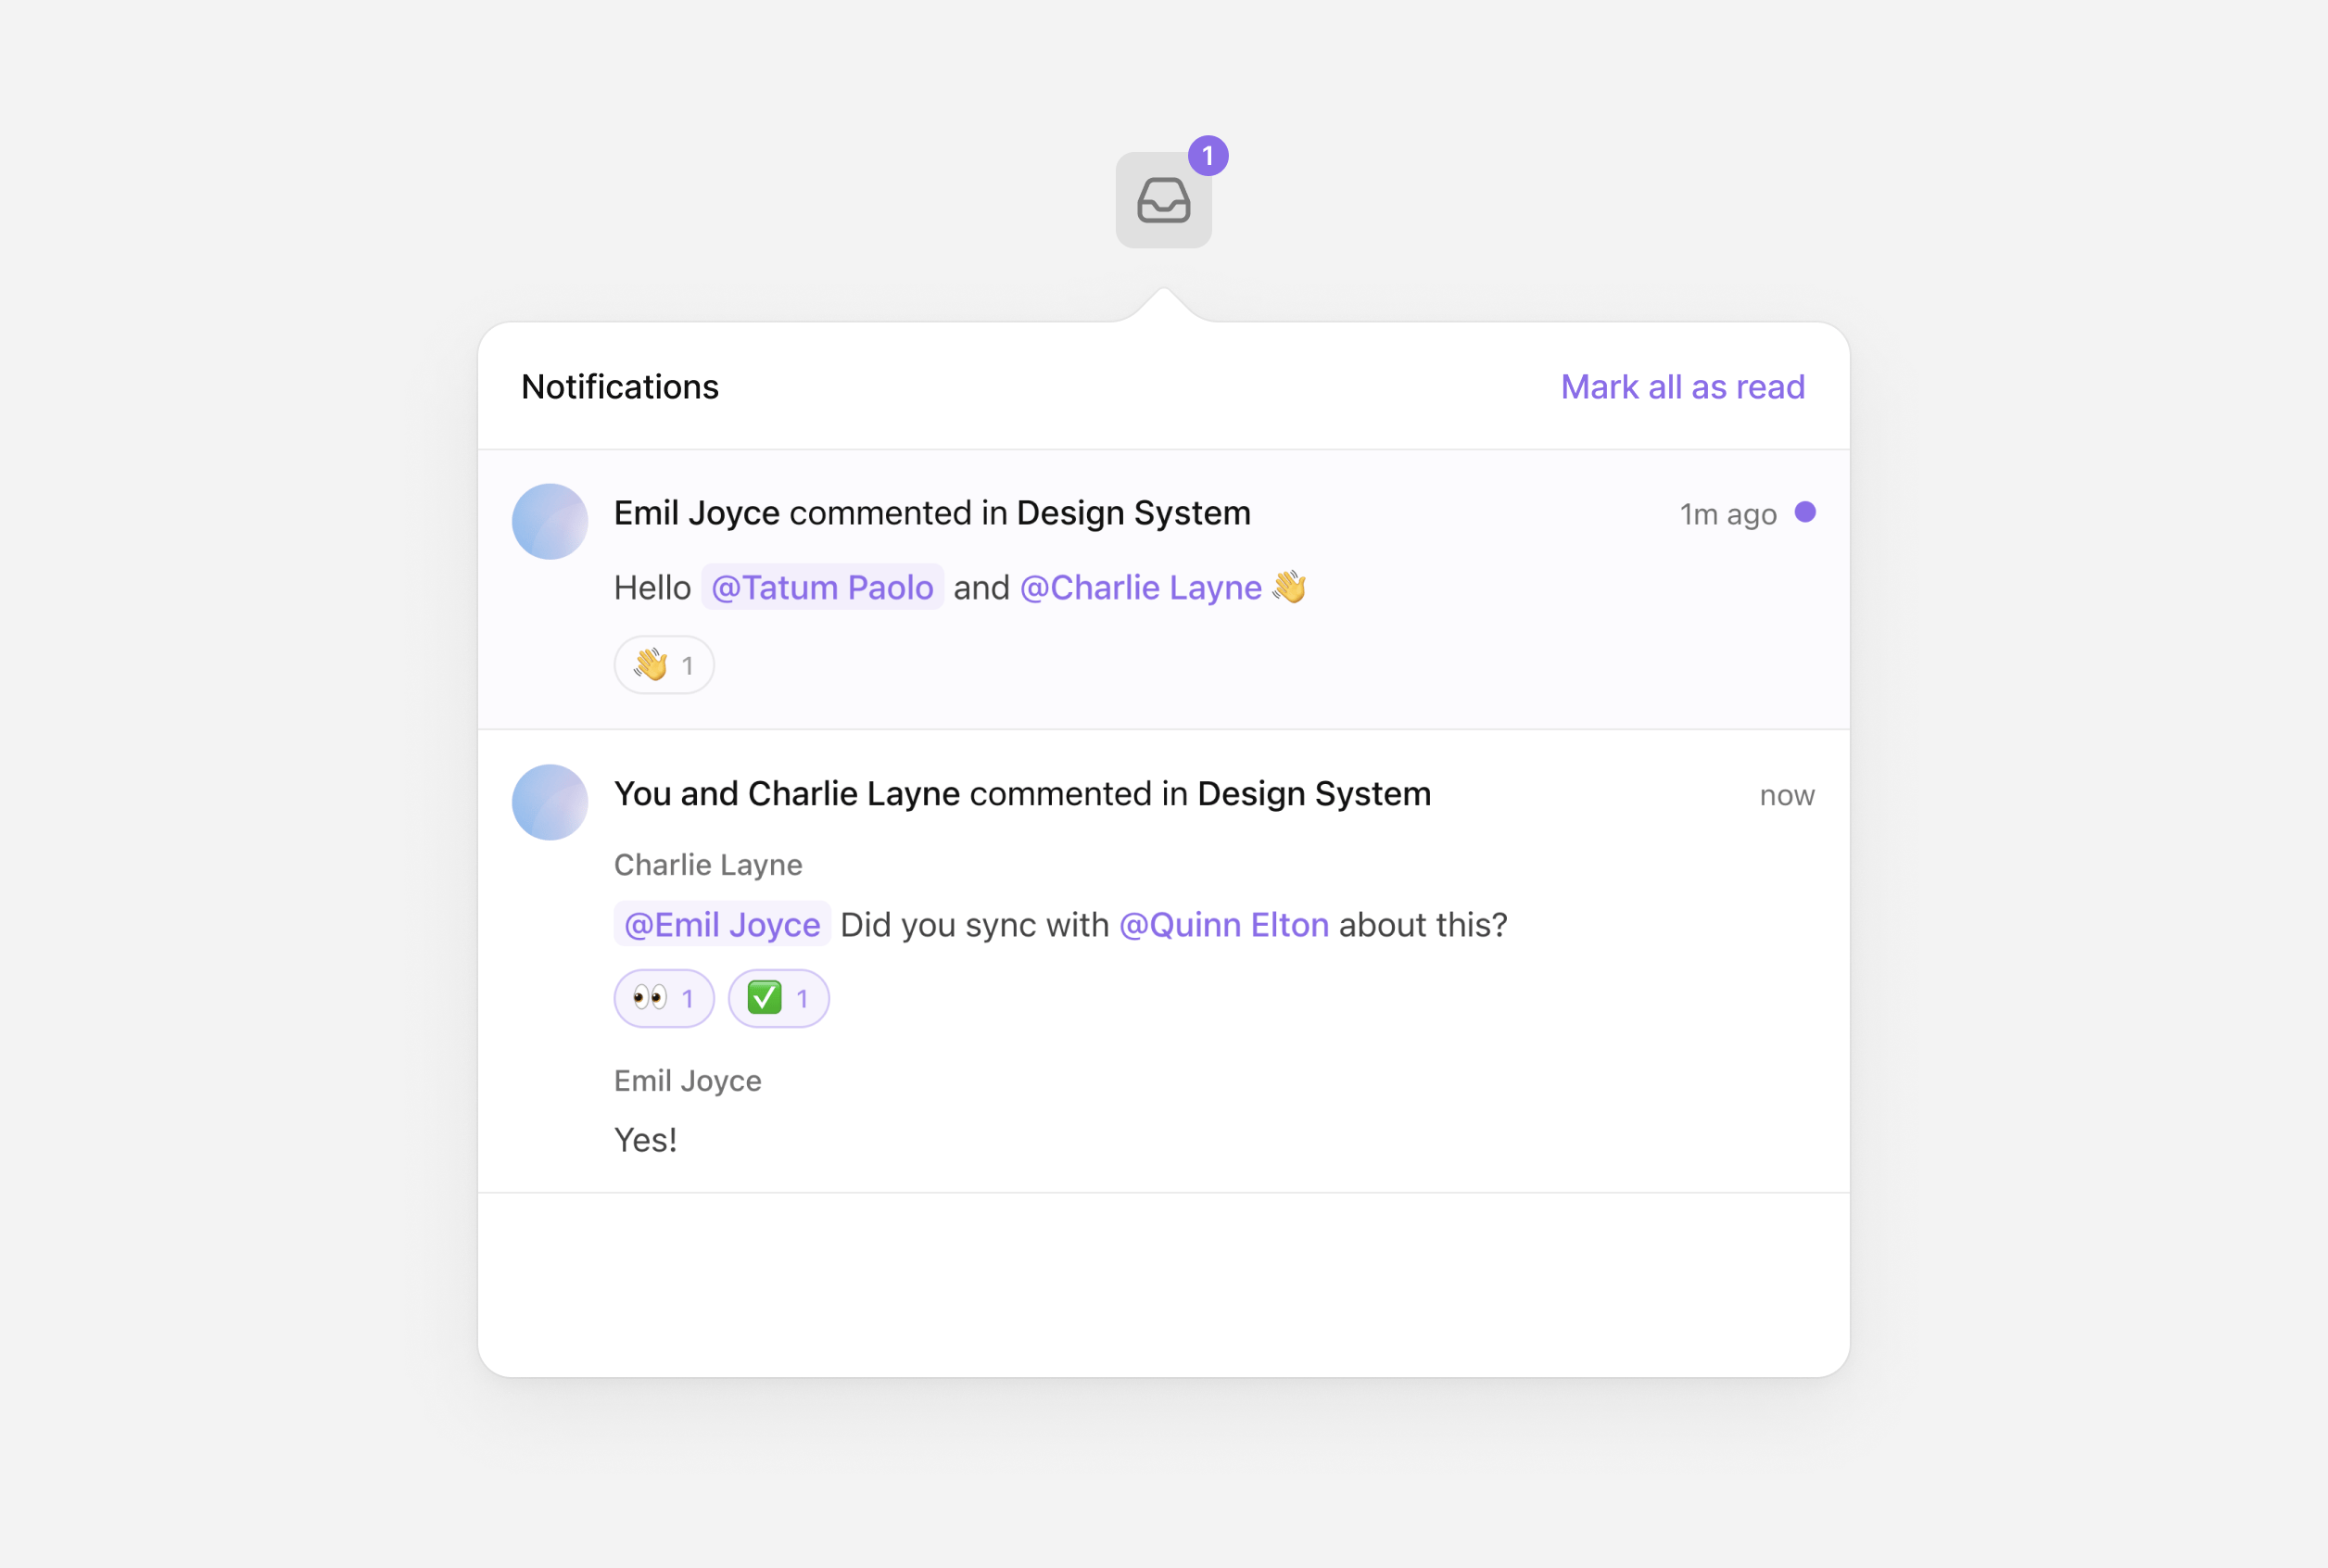 1
Notifications
Mark all as read
Emil Joyce commented in Design System
1m ago
Hello @Tatum Paolo and @Charlie Layne 👋
👋 1
You and Charlie Layne commented in Design System
now
Charlie Layne
@Emil Joyce Did you sync with @Quinn Elton about this?
👀 1 ✅ 1
Emil Joyce
Yes!